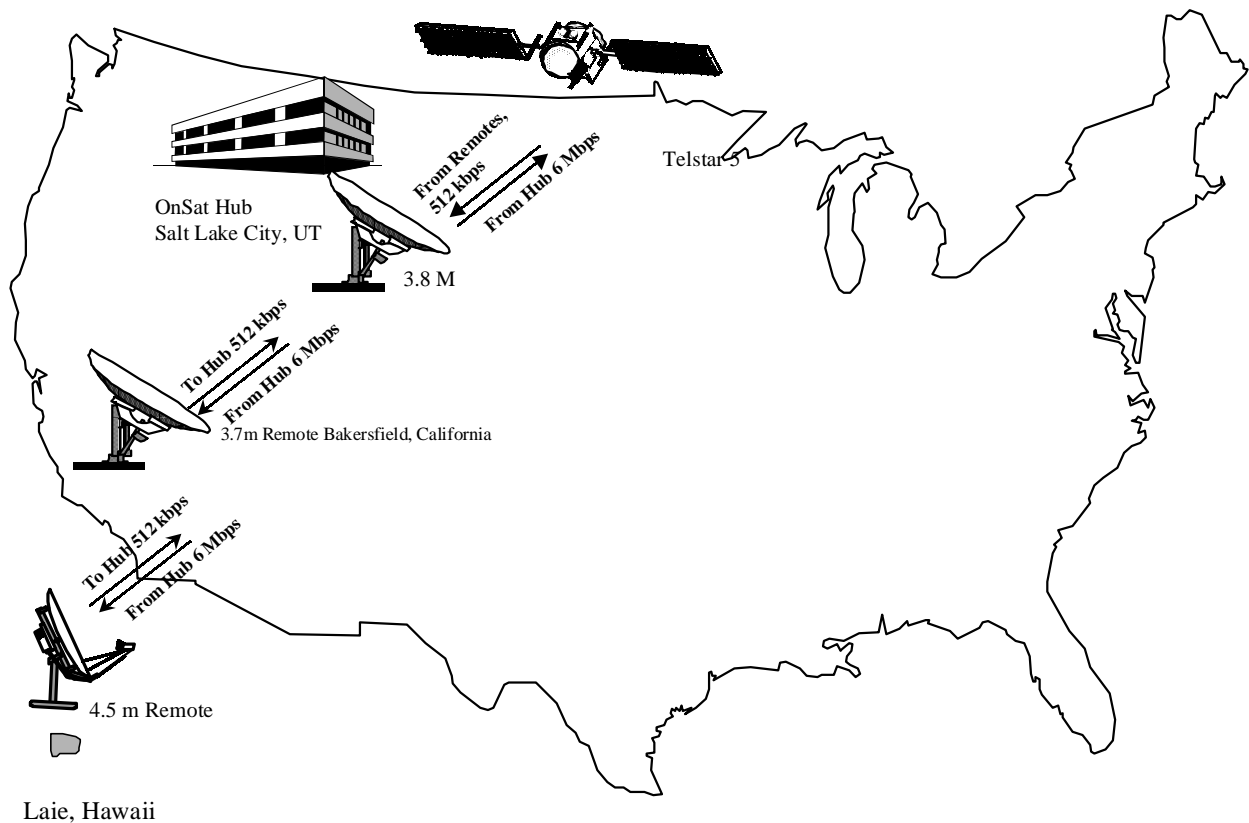 From Remotes,
512 kbps
From Hub 6 Mbps
Telstar 5
OnSat Hub
Salt Lake City, UT
3.8 M
To Hub 512 kbps
From Hub 6 Mbps
3.7m Remote Bakersfield, California
To Hub 512 kbps
From Hub 6 Mbps
4.5 m Remote
Laie, Hawaii